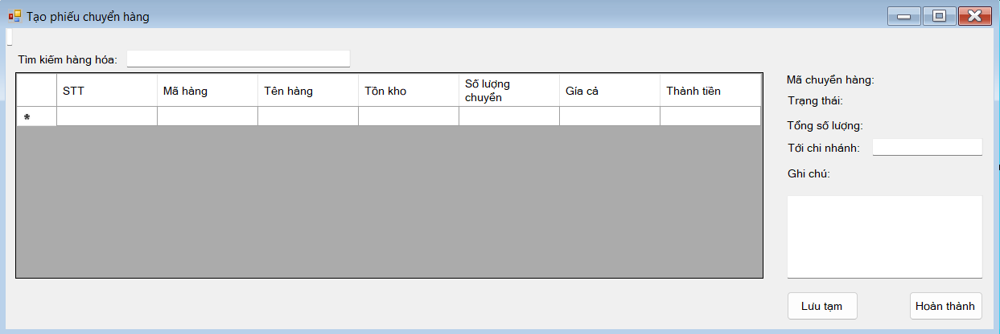 Tạo phiếu chuyển hàng
Tìm kiếm hàng hóa:
STT Mã hàng Tên hàng Tồn kho Số lượng chuyển Gía cả Thành tiền
*
Mã chuyển hàng:
Trạng thái:
Tổng số lượng:
Tới chi nhánh:
Ghi chú:
Lưu tạm Hoàn thành